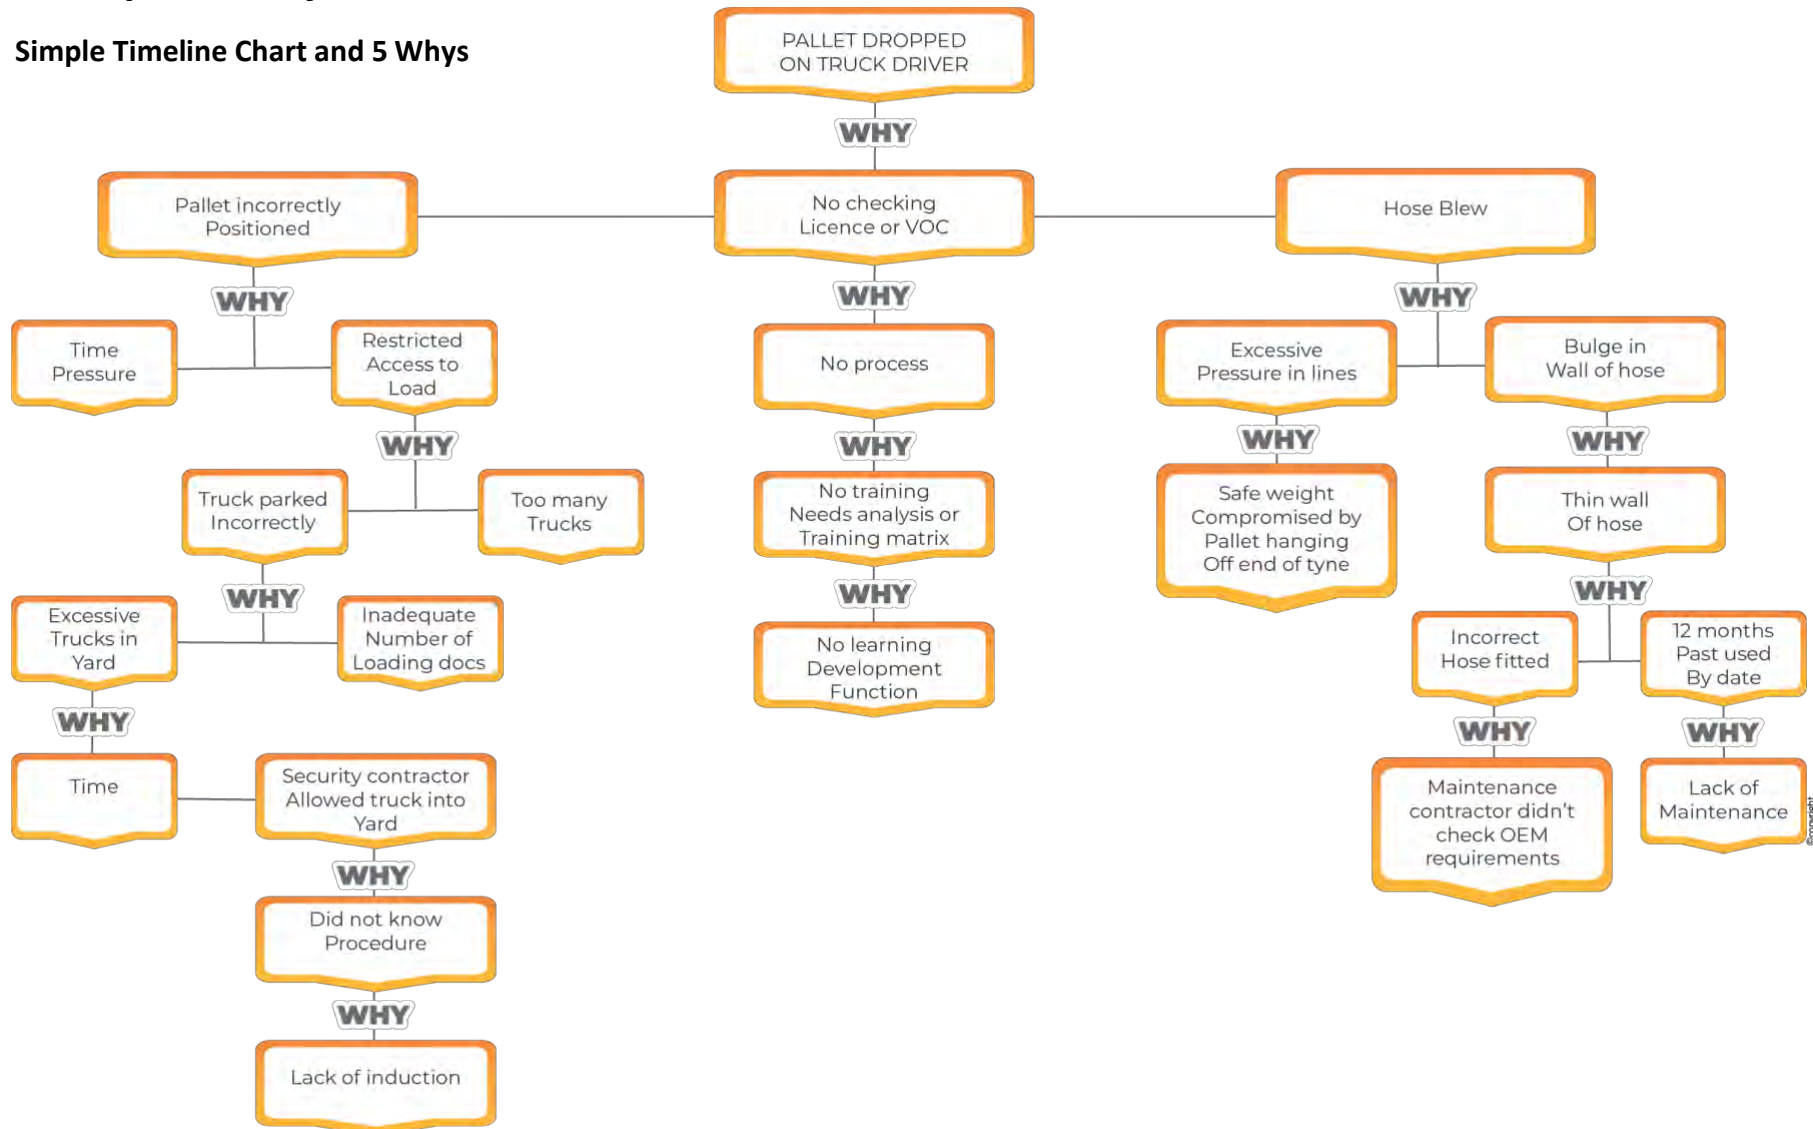 Simple Timeline Chart and 5 Whys
PALLET DROPPED
ON TRUCK DRIVER
WHY
Pallet incorrectly
Positioned
No checking
Licence or VOC
Hose Blew
WHY
WHY
WHY
Time
Pressure
Restricted
Access to
Load
No process
Excessive
Pressure in lines
Bulge in
Wall of hose
WHY
WHY
WHY
WHY
Truck parked
Incorrectly
Too many
Trucks
No training
Needs analysis or
Training matrix
Safe weight
Compromised by
Pallet hanging
Off end of tyne
Thin wall
Of hose
WHY
WHY
WHY
Excessive
Trucks in
Yard
Inadequate
Number of
Loading docs
No learning
Development
Function
Incorrect
Hose fitted
12 months
Past used
By date
WHY
WHY
WHY
Time
Security contractor
Allowed truck into
Yard
Maintenance
contractor didn't
check OEM
requirements
Lack of
Maintenance
©copyright
WHY
Did not know
Procedure
WHY
Lack of induction